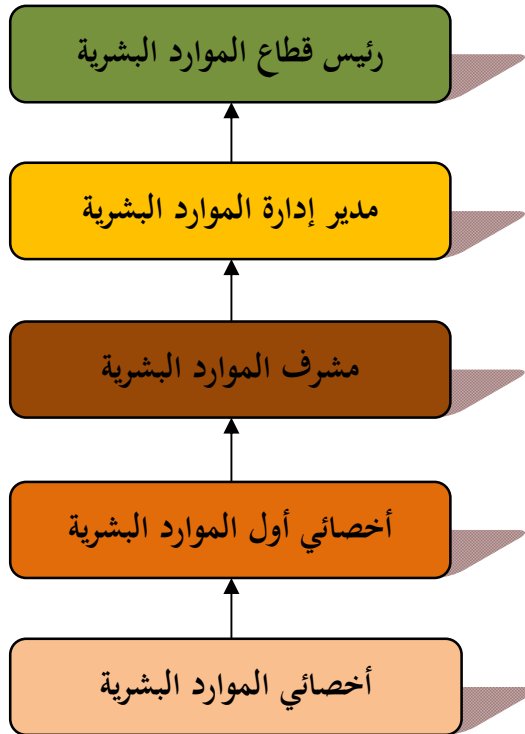 رئيس قطاع الموارد البشرية
مدير إدارة الموارد البشرية
مشرف الموارد البشرية
أخصائي أول الموارد البشرية
أخصائي الموارد البشرية